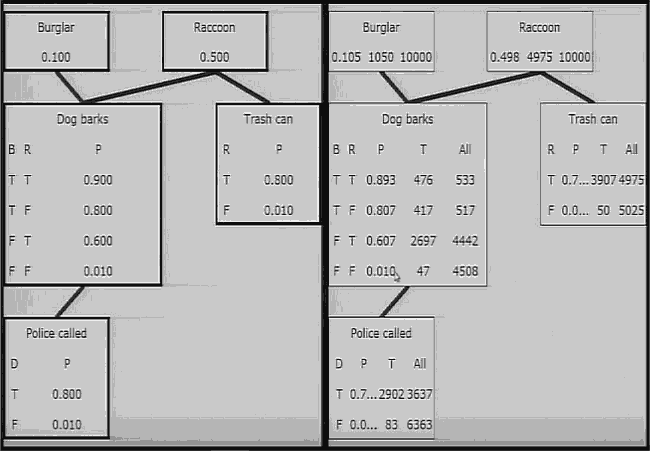 Burglar
0.100
Raccoon
0.500
Dog barks
B R P
T T 0.900
T F 0.800
F T 0.600
F F 0.010
Trash can
R P
T 0.800
F 0.010
Police called
D P
T 0.800
F 0.010
Burglar
0.105 1050 10000
Raccoon
0.498 4975 10000
Dog barks
B R P T All
T T 0.893 476 533
T F 0.807 417 517
F T 0.607 2697 4442
F F 0.010 47 4508
Trash can
R P T All
T 0.7... 3907 4975
F 0.0... 50 5025
Police called
D P T All
T 0.7... 2902 3637
F 0.0... 83 6363